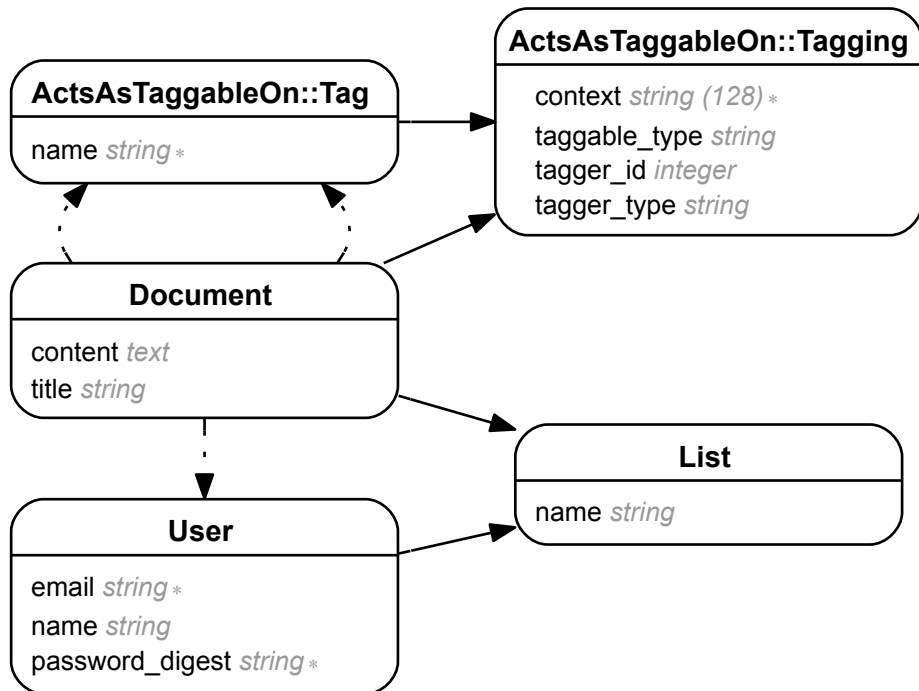 ActsAsTaggableOn::Tag
name string *
ActsAsTaggableOn::Tagging
context string (128) *
taggable_type string
tagger_id integer
tagger_type string
Document
content text
title string
List
name string
User
email string *
name string
password_digest string *